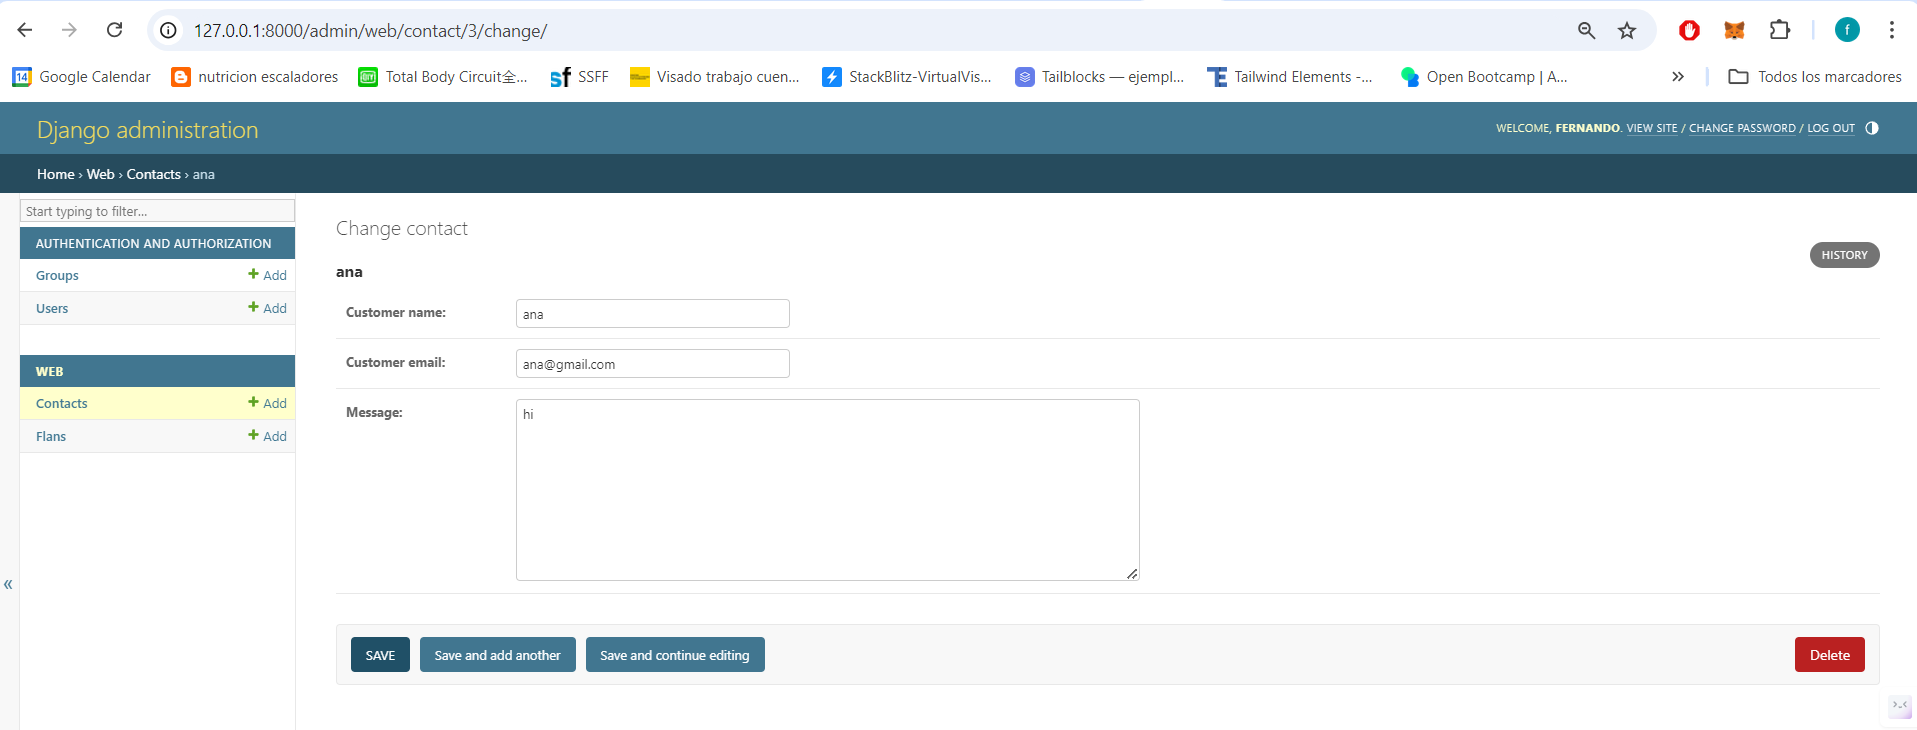 127.0.0.1:8000/admin/web/contact/3/change/
f
14 Google Calendar nutricion escaladores Total Body Circuit全... SSFF Visado trabajo cuen... StackBlitz-VirtualVis... Tailblocks — ejempl... Tailwind Elements -... Open Bootcamp | A... » Todos los marcadores
Django administration
WELCOME, FERNANDO. VIEW SITE / CHANGE PASSWORD / LOG OUT
Home › Web › Contacts › ana
Start typing to filter...
AUTHENTICATION AND AUTHORIZATION
Groups + Add
Users + Add
WEB
Contacts + Add
Flans + Add
«
Change contact
HISTORY
ana
Customer name: ana
Customer email: ana@gmail.com
Message: hi
SAVE Save and add another Save and continue editing Delete